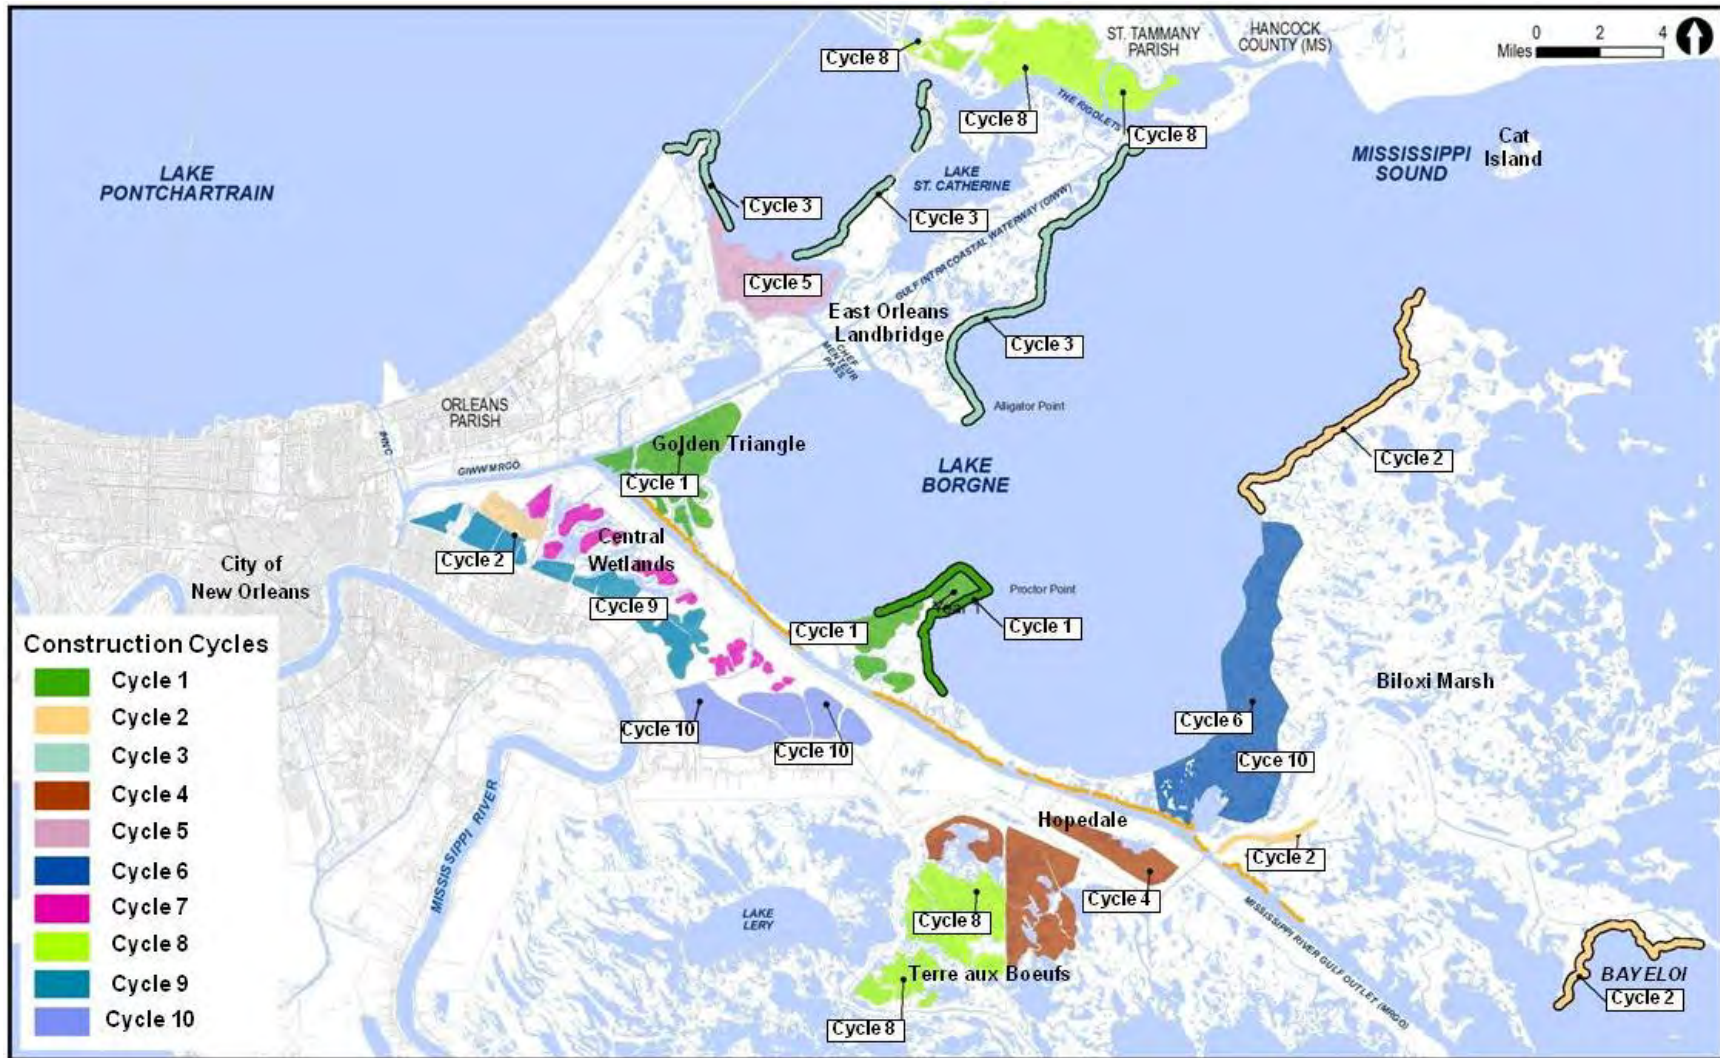 ST. TAMMANY
PARISH
HANCOCK
COUNTY (MS)
0 2 4
Miles
Cycle 8
Cycle 8
THE RIGOLETS
Cycle 8
Cat
Island
MISSISSIPPI
SOUND
LAKE
PONTCHARTRAIN
LAKE
ST. CATHERINE
Cycle 3
Cycle 3
GULF INTRACOASTAL WATERWAY (GIWW)
Cycle 5
East Orleans
Landbridge
Cycle 3
CHEF
MENTEUR
PASS
Alligator Point
ORLEANS
PARISH
IHNC
GIWW MRGO
Golden Triangle
Cycle 1
LAKE
BORGNE
Cycle 2
Central
Wetlands
Cycle 2
City of
New Orleans
Cycle 9
Proctor Point
Cycle 1
Cycle 1
Construction Cycles
Cycle 1
Cycle 2
Cycle 3
Cycle 4
Cycle 5
Cycle 6
Cycle 7
Cycle 8
Cycle 9
Cycle 10
Biloxi Marsh
Cycle 6
Cycle 10
Cycle 10
Cyce 10
MISSISSIPPI RIVER
Hopedale
Cycle 2
Cycle 4
LAKE
LERY
Cycle 8
Terre aux Boeufs
Cycle 8
MISSISSIPPI RIVER GULF OUTLET (MRGO)
BAY ELOI
Cycle 2